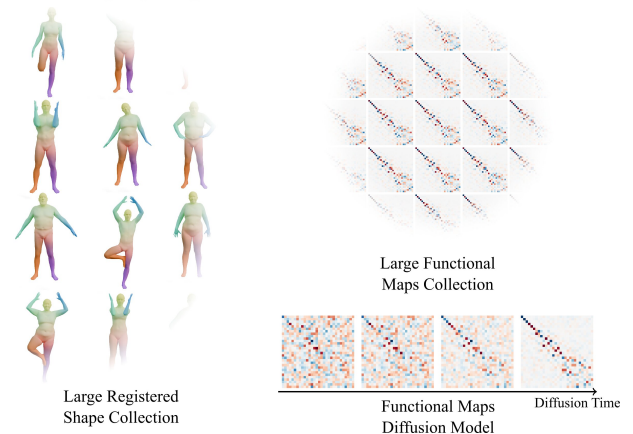 Large Functional
Maps Collection
Large Registered
Shape Collection
Diffusion Time
Functional Maps
Diffusion Model